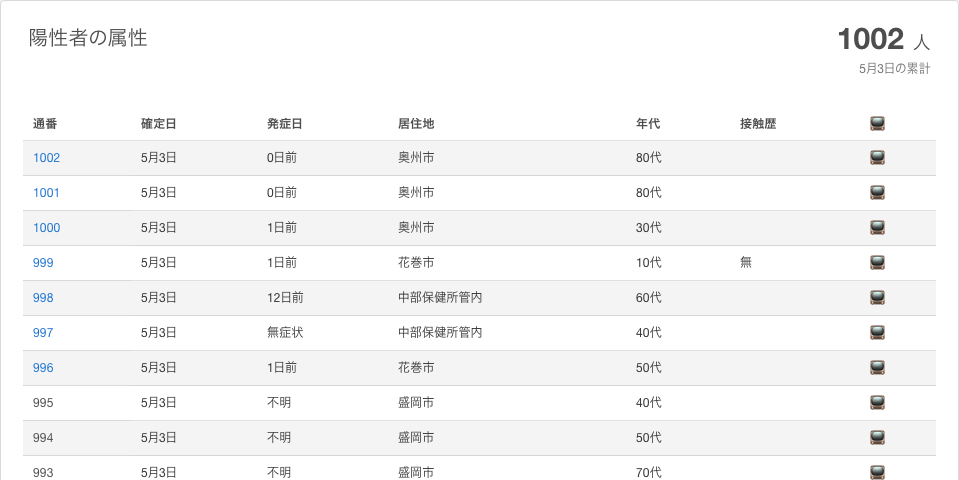 陽性者の属性
1002 人
5月3日の累計
通番 確定日 発症日 居住地 年代 接触歴
1002 5月3日 0日前 奥州市 80代
1001 5月3日 0日前 奥州市 80代
1000 5月3日 1日前 奥州市 30代
999 5月3日 1日前 花巻市 10代 無
998 5月3日 12日前 中部保健所管内 60代
997 5月3日 無症状 中部保健所管内 40代
996 5月3日 1日前 花巻市 50代
995 5月3日 不明 盛岡市 40代
994 5月3日 不明 盛岡市 50代
993 5月3日 不明 盛岡市 70代